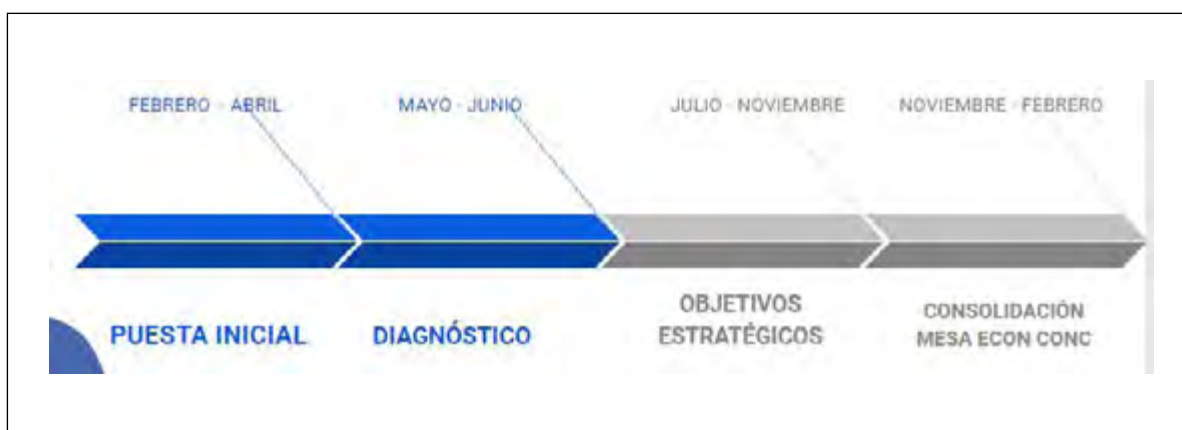 FEBRERO - ABRIL
MAYO - JUNIO
JULIO - NOVIEMBRE
NOVIEMBRE - FEBRERO
PUESTA INICIAL
DIAGNÓSTICO
OBJETIVOS
ESTRATÉGICOS
CONSOLIDACIÓN
MESA ECON CONC